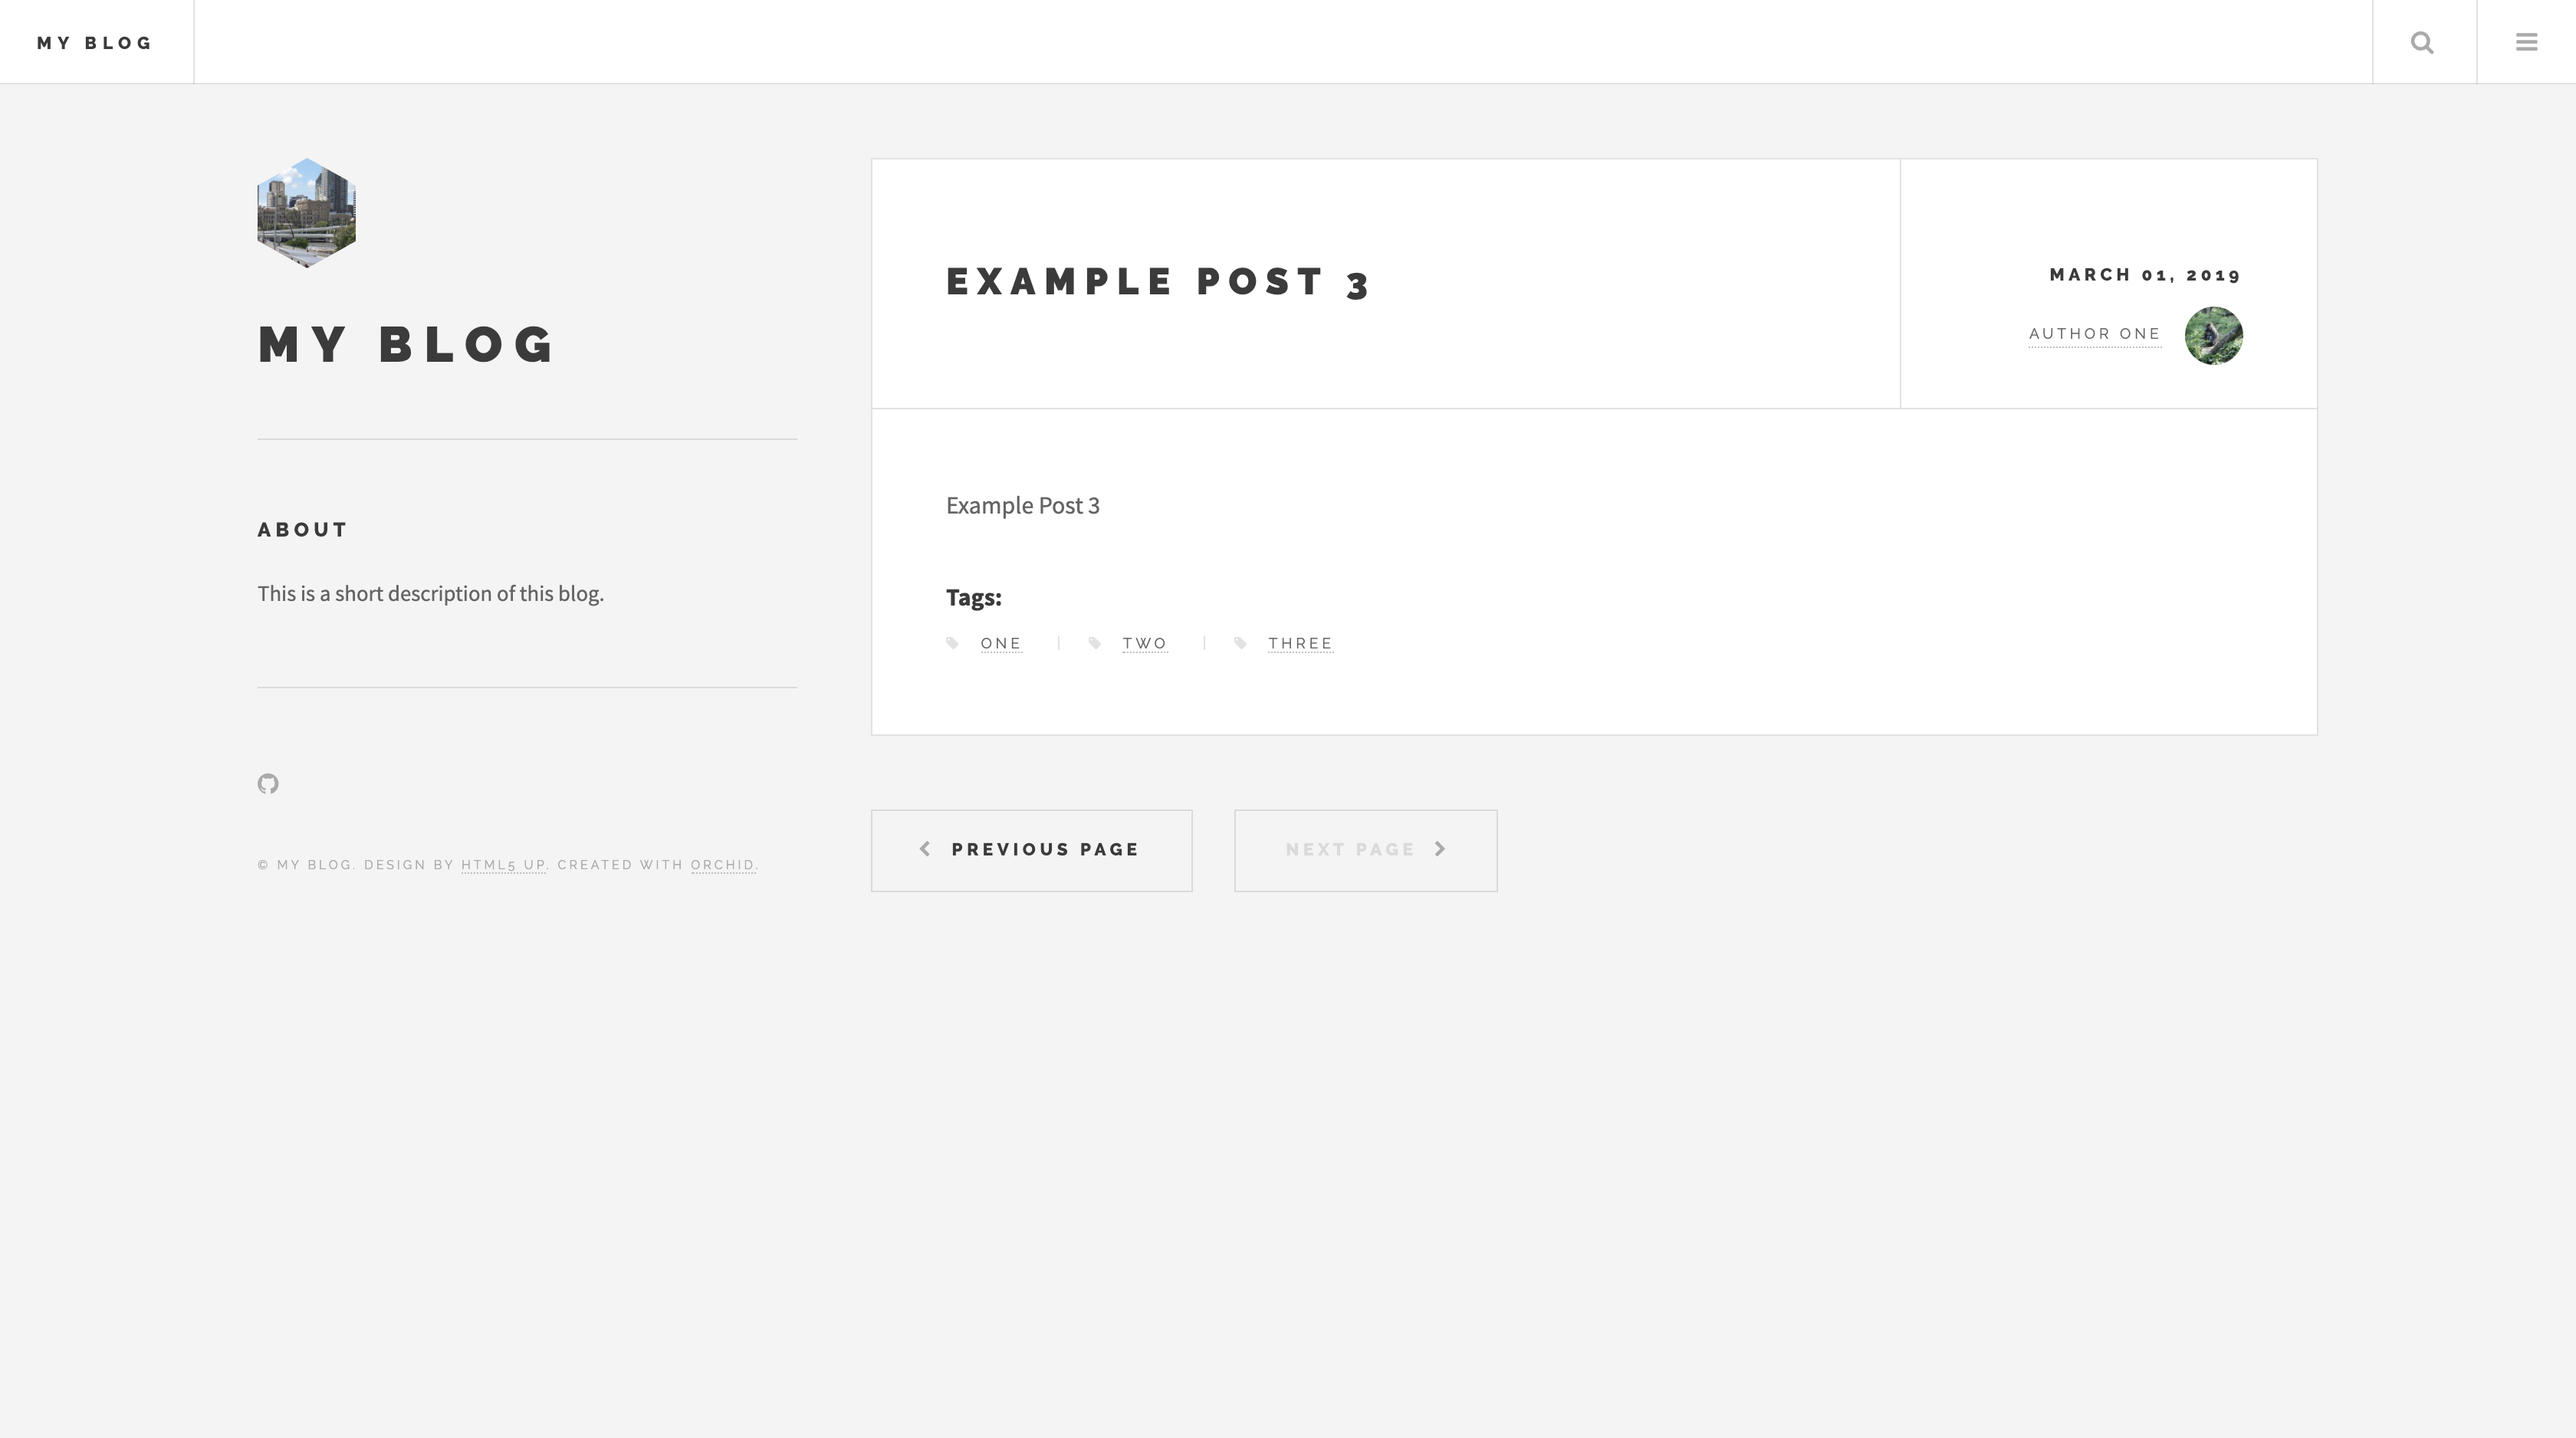 MY BLOG
MY BLOG
ABOUT
This is a short description of this blog.
© MY BLOG. DESIGN BY HTML5 UP. CREATED WITH ORCHID.
EXAMPLE POST 3
MARCH 01, 2019
AUTHOR ONE
Example Post 3
Tags:
ONE | TWO | THREE
PREVIOUS PAGE NEXT PAGE